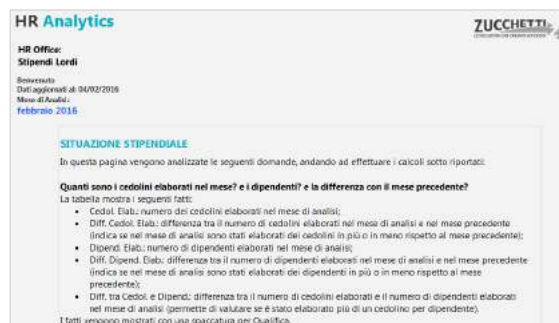 HR Analytics
ZUCCHETTI
HR Office:
Stipendi Lordi
Benvenuto
Dati aggiornati al: 04/02/2016
Mese di Analisi:
febbraio 2016
SITUAZIONE STIPENDIALE
In questa pagina vengono analizzate le seguenti domande, andando ad effettuare i calcoli sotto riportati:
Quanti sono i cedolini elaborati nel mese? e i dipendenti? e la differenza con il mese precedente?
La tabella mostra i seguenti fatti:
• Cedol. Elab.: numero dei cedolini elaborati nel mese di analisi;
• Diff. Cedol. Elab.: differenza tra il numero di cedolini elaborati nel mese di analisi e nel mese precedente
(indica se nel mese di analisi sono stati elaborati dei cedolini in più o in meno rispetto al mese precedente);
• Dipend. Elab.: numero di dipendenti elaborati nel mese di analisi;
• Diff. Dipend. Elab.: differenza tra il numero di dipendenti elaborati nel mese di analisi e nel mese precedente
(indica se nel mese di analisi sono stati elaborati dei dipendenti in più o in meno rispetto al mese
precedente);
• Diff. tra Cedol. e Dipend.: differenza tra il numero di cedolini elaborati e il numero di dipendenti elaborati
nel mese di analisi (permette di valutare se è stato elaborato più di un cedolino per dipendente).
I fatti vengono mostrati con una spaccatura per Qualifica.